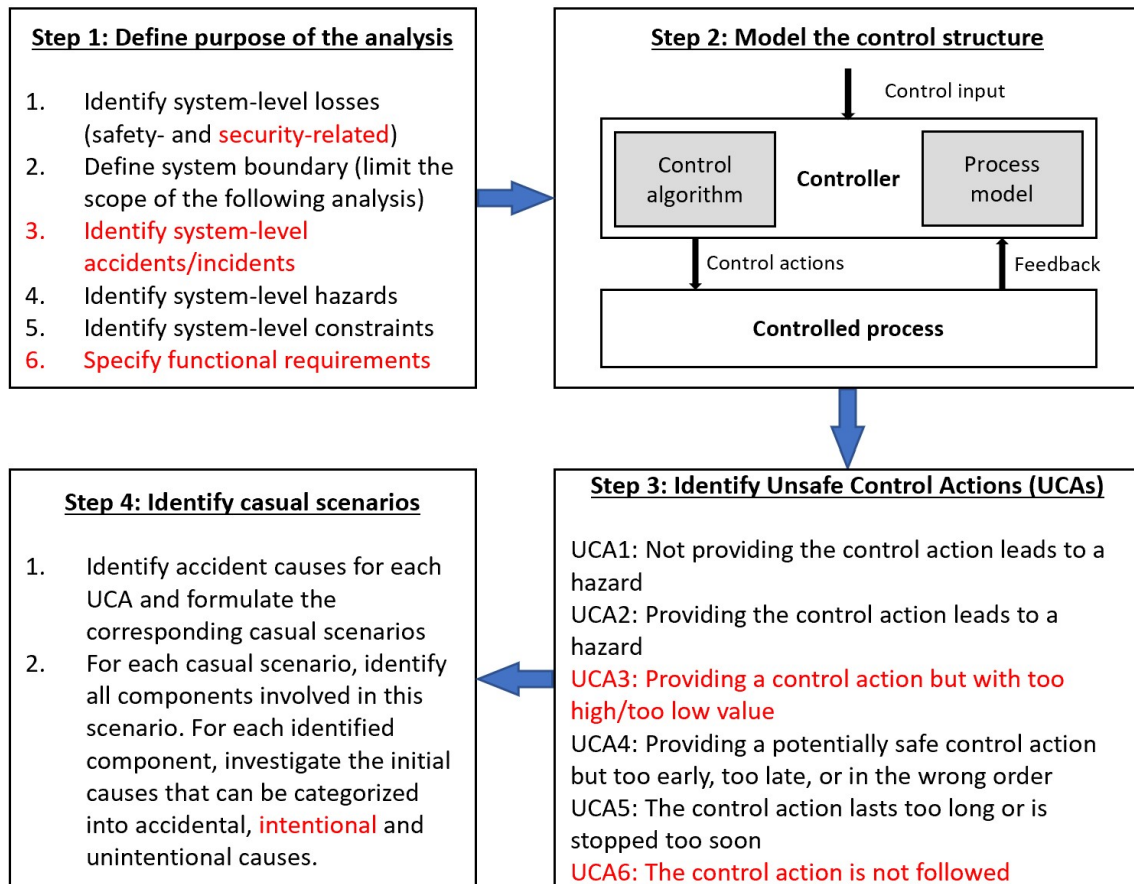 Step 1: Define purpose of the analysis
1. Identify system-level losses
(safety- and security-related)
2. Define system boundary (limit the
scope of the following analysis)
3. Identify system-level
accidents/incidents
4. Identify system-level hazards
5. Identify system-level constraints
6. Specify functional requirements
Step 2: Model the control structure
Control input
Control
algorithm
Controller
Process
model
Control actions
Feedback
Controlled process
Step 3: Identify Unsafe Control Actions (UCAs)
UCA1: Not providing the control action leads to a
hazard
UCA2: Providing the control action leads to a
hazard
UCA3: Providing a control action but with too
high/too low value
UCA4: Providing a potentially safe control action
but too early, too late, or in the wrong order
UCA5: The control action lasts too long or is
stopped too soon
UCA6: The control action is not followed
Step 4: Identify casual scenarios
1. Identify accident causes for each
UCA and formulate the
corresponding casual scenarios
2. For each casual scenario, identify
all components involved in this
scenario. For each identified
component, investigate the initial
causes that can be categorized
into accidental, intentional and
unintentional causes.